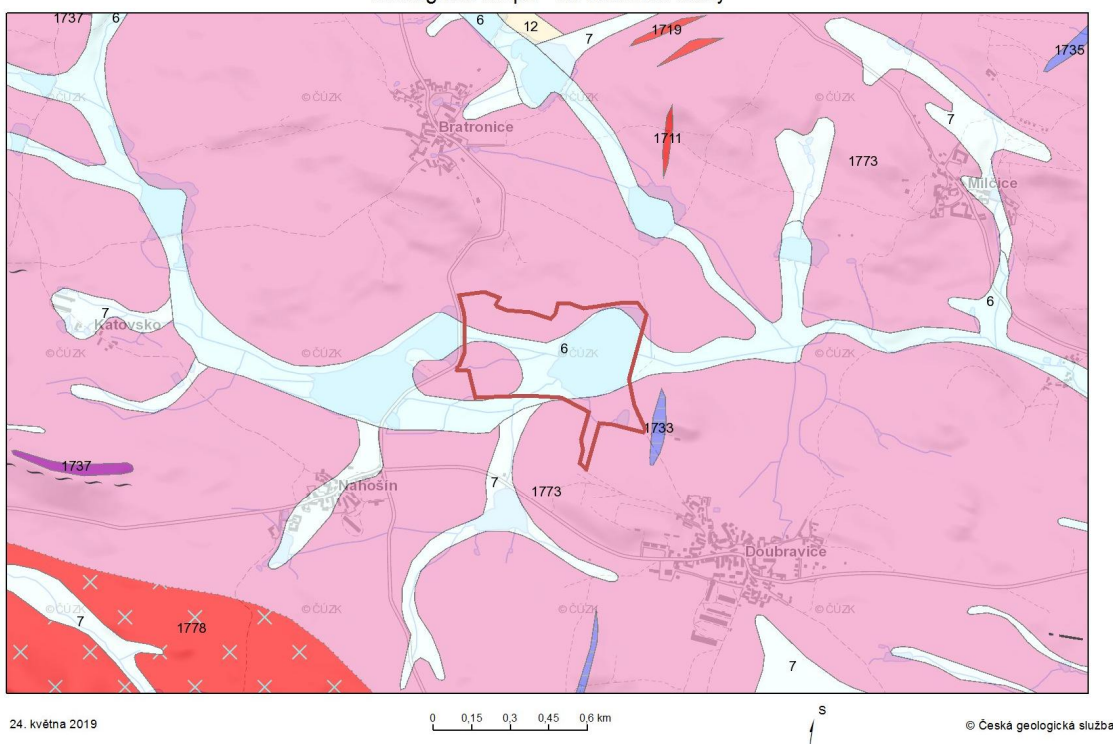 1737
6
6
12
7
1719
1735
© ČÚZK
© ČÚZK
© ČÚZK
© ČÚZK
Bratronice
1711
7
1773
Milčice
7
Katovsko
6
6
© ČÚZK
© ČÚZK
© ČÚZK
© ČÚZK
1733
1737
7
1773
Nahošín
Doubravice
© ČÚZK
© ČÚZK
© ČÚZK
© ČÚZK
7
1778
7
24. května 2019
0 0,15 0,3 0,45 0,6 km
S
© Česká geologická služba